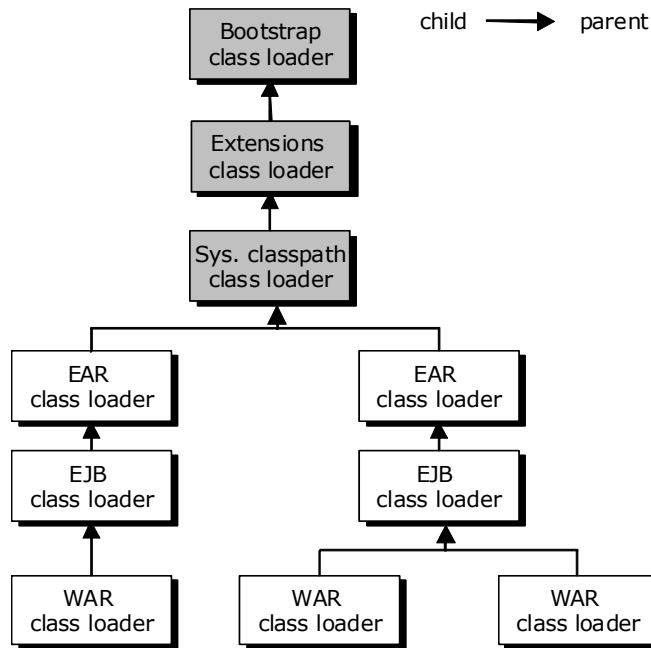 Bootstrap
class loader
child
parent
Extensions
class loader
Sys. classpath
class loader
EAR
class loader
EAR
class loader
EJB
class loader
EJB
class loader
WAR
class loader
WAR
class loader
WAR
class loader